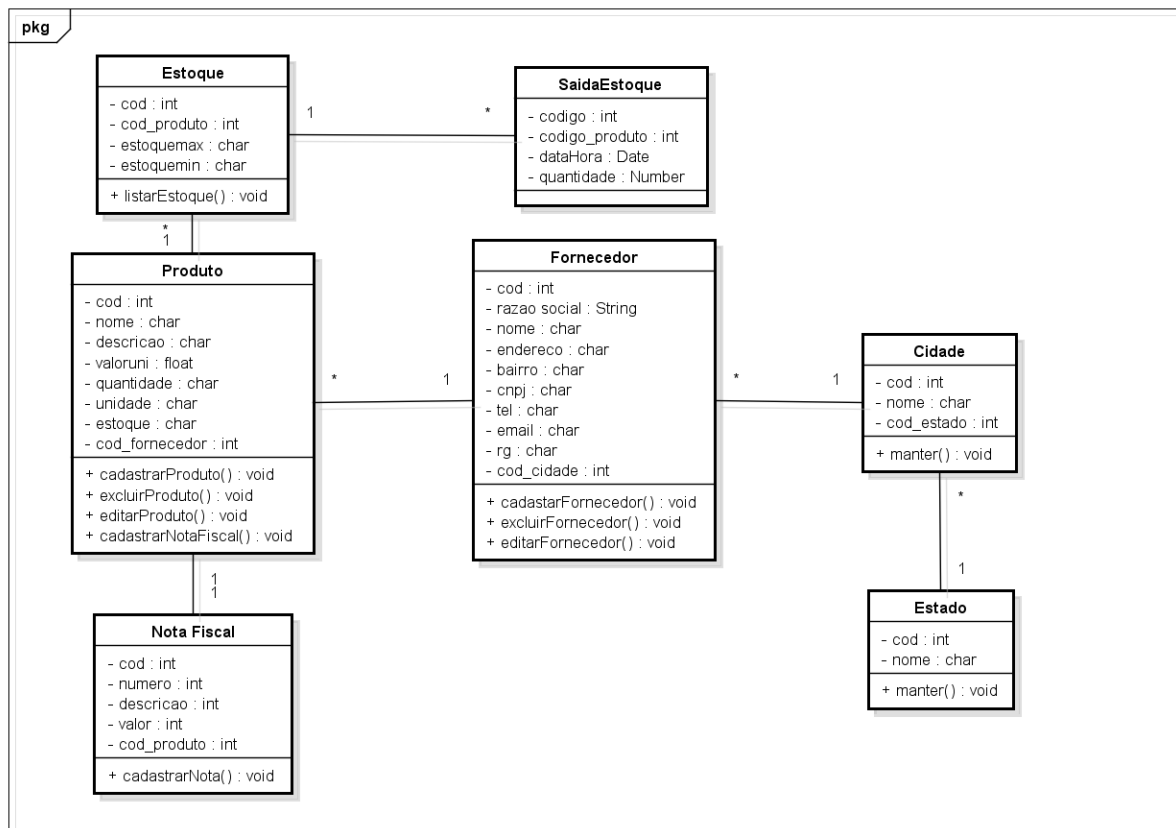 pkg
Estoque
- cod : int
- cod_produto : int
- estoquemax : char
- estoquemin : char
+ listarEstoque() : void
1
*
SaidaEstoque
- codigo : int
- codigo_produto : int
- dataHora : Date
- quantidade : Number
*
1
Produto
- cod : int
- nome : char
- descricao : char
- valoruni : float
- quantidade : char
- unidade : char
- estoque : char
- cod_fornecedor : int
+ cadastrarProduto() : void
+ excluirProduto() : void
+ editarProduto() : void
+ cadastrarNotaFiscal() : void
*
1
Fornecedor
- cod : int
- razao social : String
- nome : char
- endereco : char
- bairro : char
- cnpj : char
- tel : char
- email : char
- rg : char
- cod_cidade : int
+ cadastarFornecedor() : void
+ excluirFornecedor() : void
+ editarFornecedor() : void
*
1
Cidade
- cod : int
- nome : char
- cod_estado : int
+ manter() : void
*
1
Estado
- cod : int
- nome : char
+ manter() : void
1
1
Nota Fiscal
- cod : int
- numero : int
- descricao : int
- valor : int
- cod_produto : int
+ cadastrarNota() : void